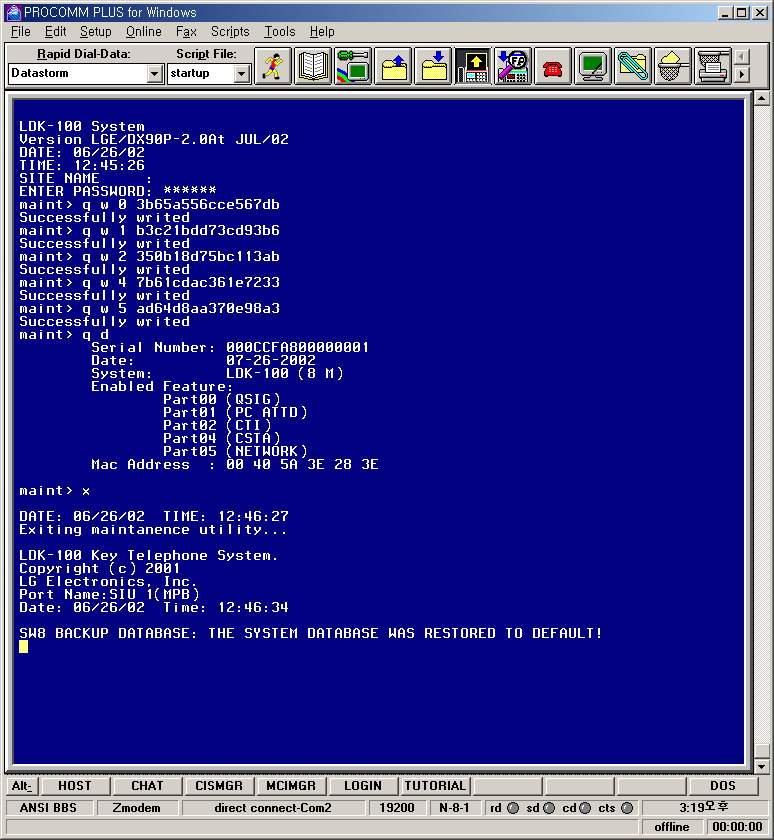 PROCOMM PLUS for Windows
File Edit Setup Online Fax Scripts Tools Help
Rapid Dial-Data: Script File:
Datastorm startup
LDK-100 System
Version LGE/DX90P-2.0At JUL/02
DATE: 06/26/02
TIME: 12:45:26
SITE NAME     :
ENTER PASSWORD: ******
maint> q w 0 3b65a556cce567db
Successfully writed
maint> q w 1 b3c21bdd73cd93b6
Successfully writed
maint> q w 2 350b18d75bc113ab
Successfully writed
maint> q w 4 7b61cdac361e7233
Successfully writed
maint> q w 5 ad64d8aa370e98a3
Successfully writed
maint> q d
Serial Number: 000CCFA800000001
Date:          07-26-2002
System:        LDK-100 (8 M)
Enabled Feature:
Part00 (QSIG)
Part01 (PC ATTD)
Part02 (CTI)
Part04 (CSTA)
Part05 (NETWORK)
Mac Address  : 00 40 5A 3E 28 3E
maint> x
DATE: 06/26/02  TIME: 12:46:27
Exiting maintanence utility...
LDK-100 Key Telephone System.
Copyright (c) 2001
LG Electronics, Inc.
Port Name:SIU 1(MPB)
Date: 06/26/02  Time: 12:46:34
SW8 BACKUP DATABASE: THE SYSTEM DATABASE WAS RESTORED TO DEFAULT!
Alt- HOST CHAT CISMGR MCIMGR LOGIN TUTORIAL DOS
ANSI BBS Zmodem direct connect-Com2 19200 N-8-1 rd sd cd cts 3:19오후
offline 00:00:00